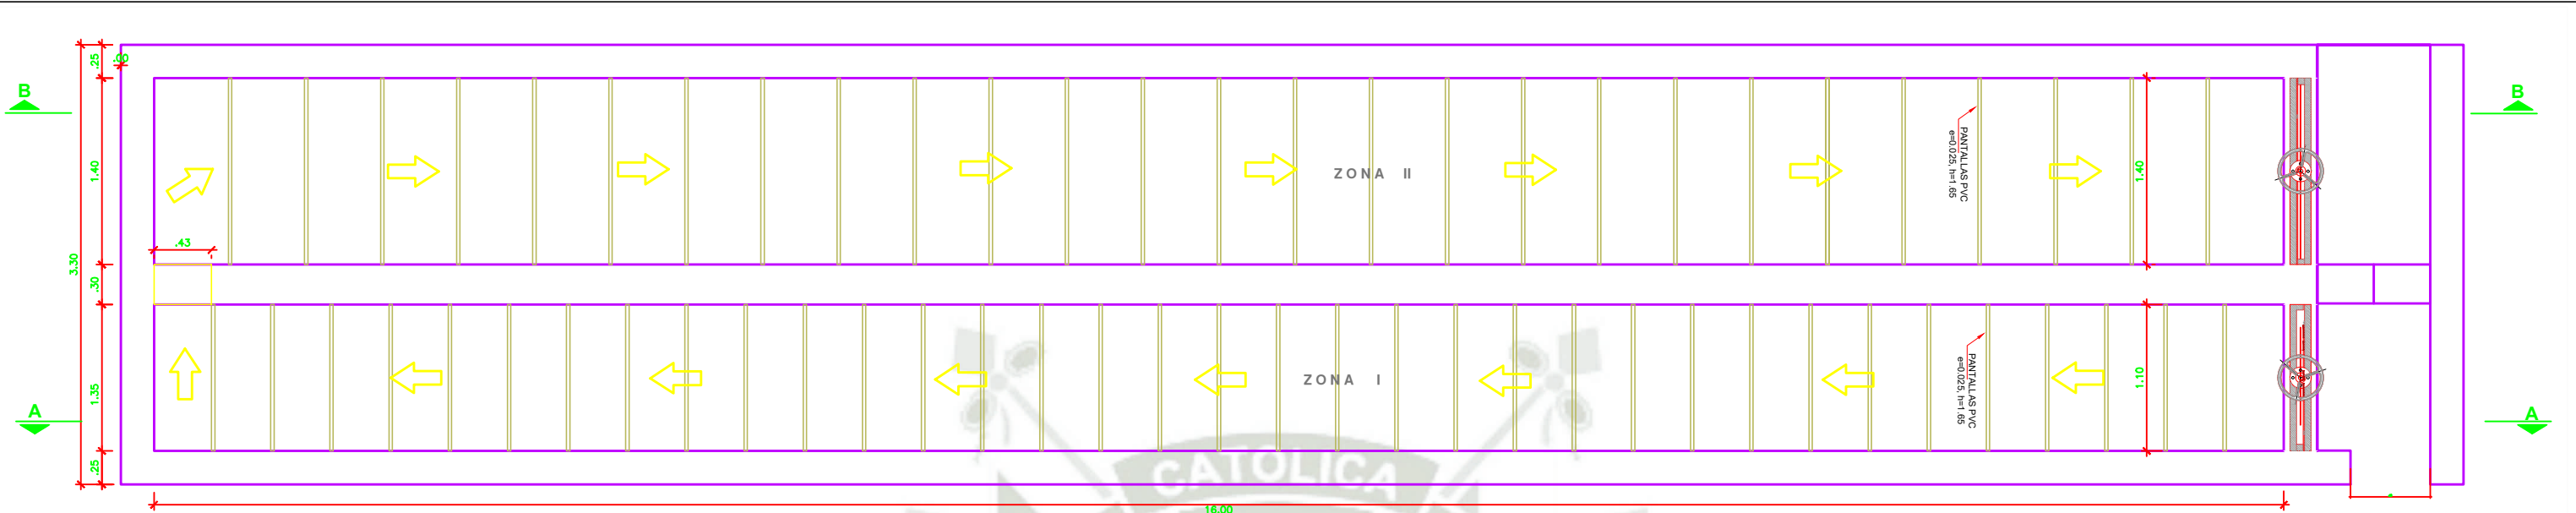 .25
.00
B
B
1.40
ZONA II
PANTALLAS PVC
e=0.025, h=1.65
1.40
.43
3.30
.30
1.35
ZONA I
PANTALLAS PVC
e=0.025, h=1.65
1.10
A
A
.25
CATOLICA
16.00